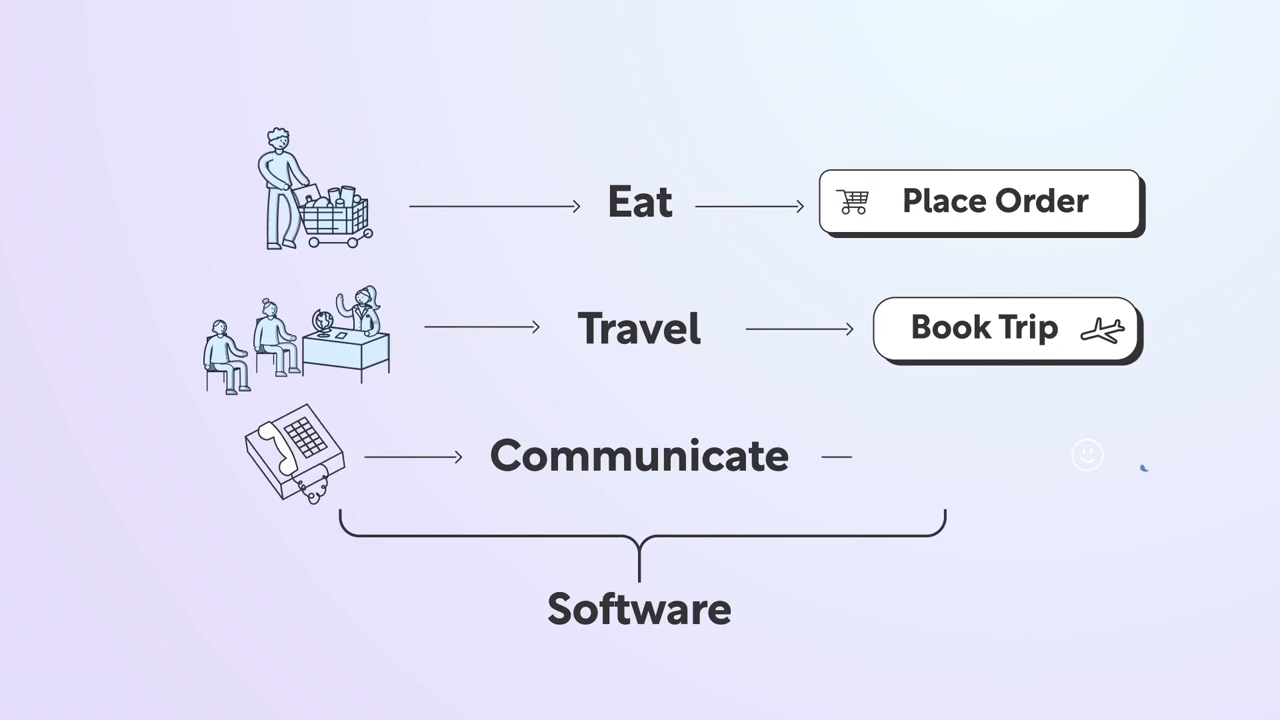 Eat
Place Order
Travel
Book Trip
Communicate
Software